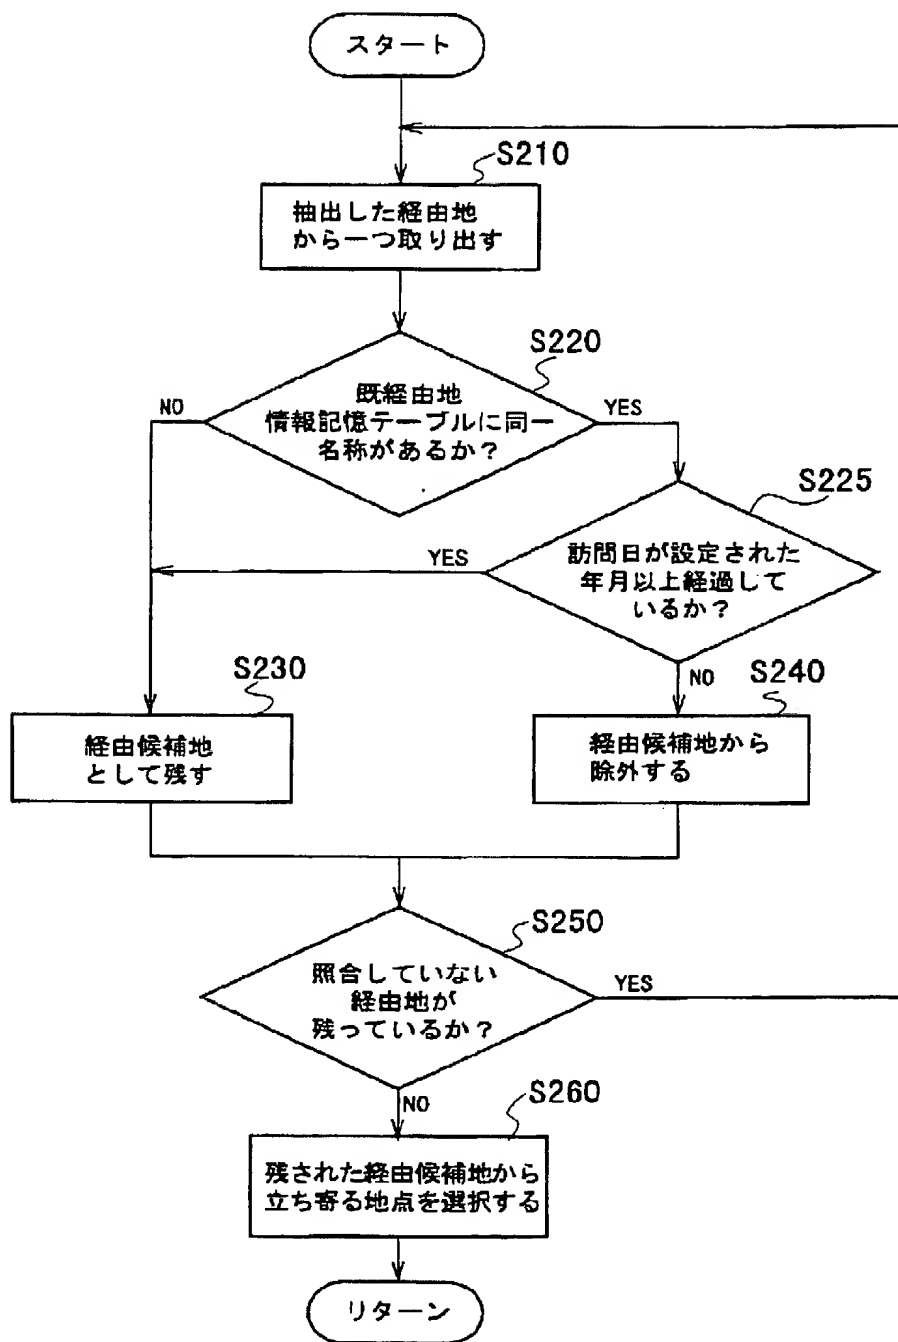 スタート
S210
抽出した経由地
から一つ取り出す
S220
既経由地
情報記憶テーブルに同一
名称があるか？
NO
YES
S225
訪問日が設定された
年月以上経過して
いるか？
YES
NO
S230
経由候補地
として残す
S240
経由候補地から
除外する
S250
照合していない
経由地が
残っているか？
YES
NO
S260
残された経由候補地から
立ち寄る地点を選択する
リターン